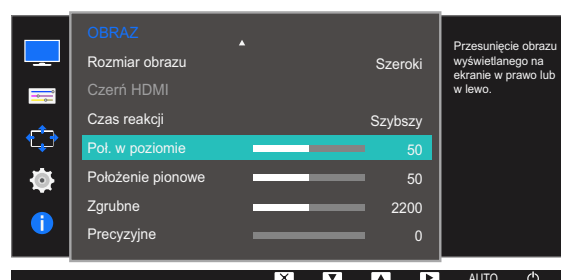 OBRAZ
Rozmiar obrazu Szeroki
Czerń HDMI
Czas reakcji Szybszy
Poł. w poziomie 50
Położenie pionowe 50
Zgrubne 2200
Precyzyjne 0
Przesunięcie obrazu
wyświetlanego na
ekranie w prawo lub
w lewo.
AUTO